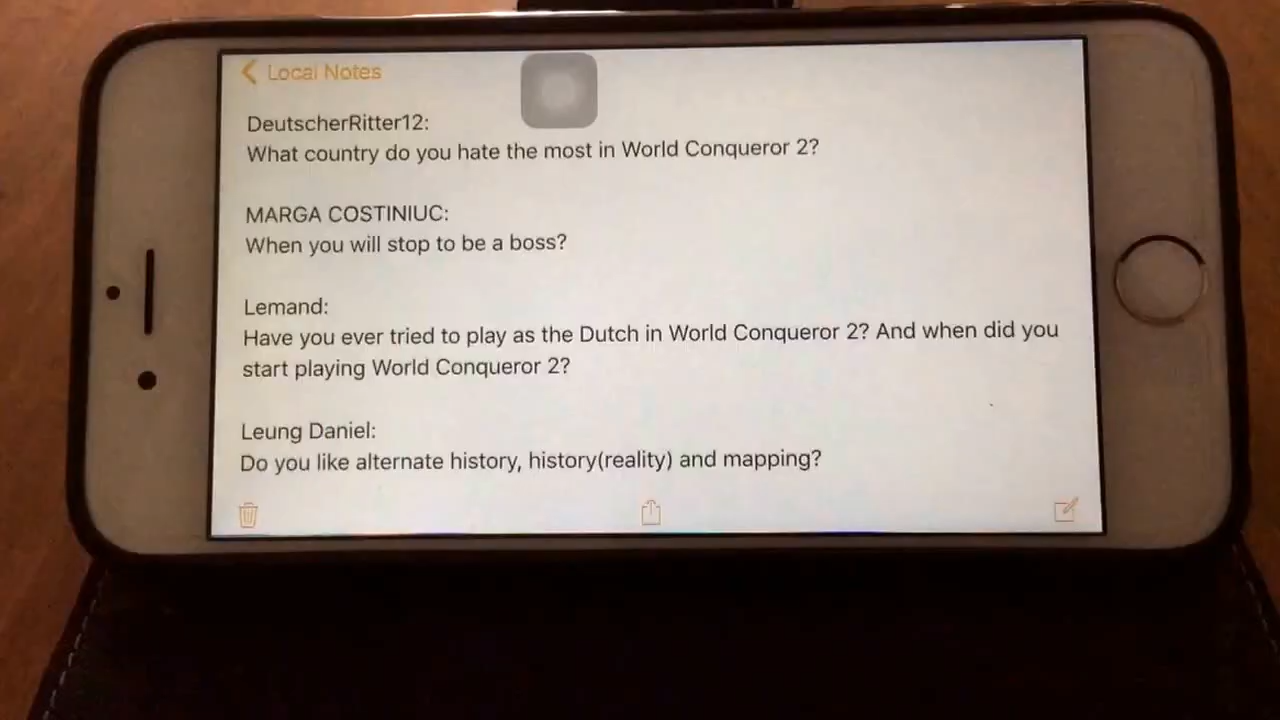 Local Notes
DeutscherRitter12:
What country do you hate the most in World Conqueror 2?
MARGA COSTINIUC:
When you will stop to be a boss?
Lemand:
Have you ever tried to play as the Dutch in World Conqueror 2? And when did you
start playing World Conqueror 2?
Leung Daniel:
Do you like alternate history, history(reality) and mapping?